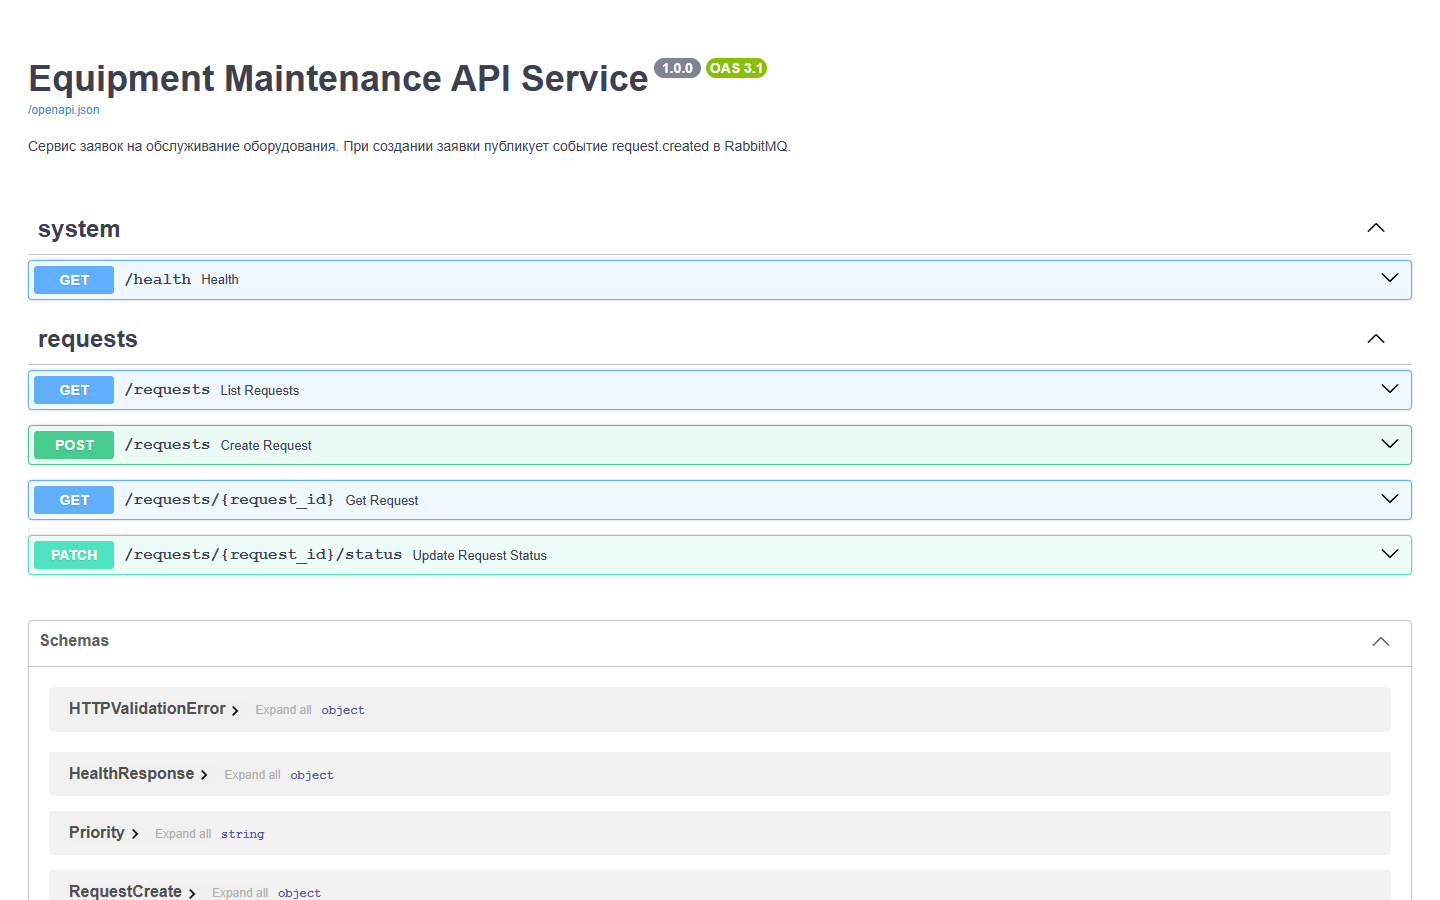 Equipment Maintenance API Service 1.0.0 OAS 3.1
/openapi.json
Сервис заявок на обслуживание оборудования. При создании заявки публикует событие request.created в RabbitMQ.
system
GET /health Health
requests
GET /requests List Requests
POST /requests Create Request
GET /requests/{request_id} Get Request
PATCH /requests/{request_id}/status Update Request Status
Schemas
HTTPValidationError Expand all object
HealthResponse Expand all object
Priority Expand all string
RequestCreate Expand all object